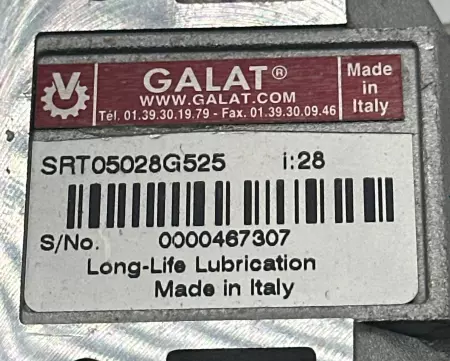 GALAT®
WWW.GALAT.COM
Tél. 01.39.30.19.79 - Fax. 01.39.30.09.46
Made in Italy
SRT05028G525 i:28
S/No. 0000467307
Long-Life Lubrication
Made in Italy